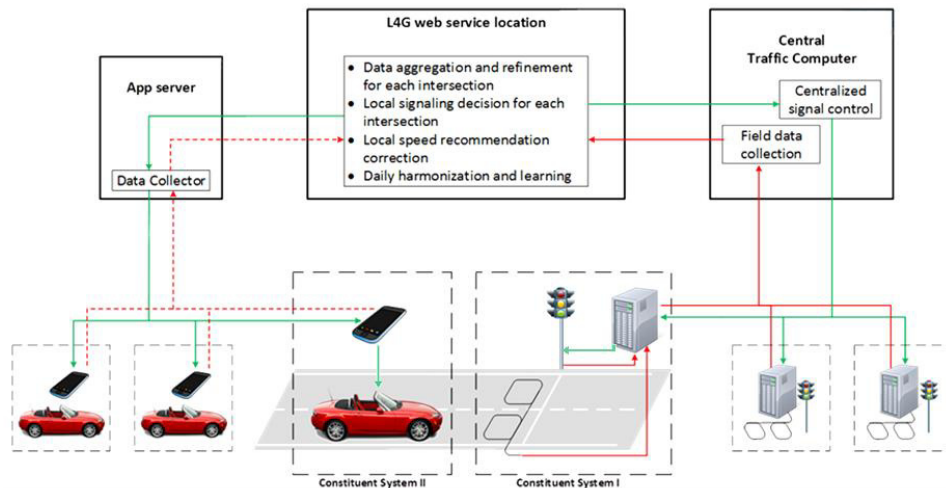 L4G web service location
• Data aggregation and refinement
for each intersection
• Local signaling decision for each
intersection
• Local speed recommendation
correction
• Daily harmonization and learning
App server
Data Collector
Central
Traffic Computer
Centralized
signal control
Field data
collection
Constituent System II
Constituent System I